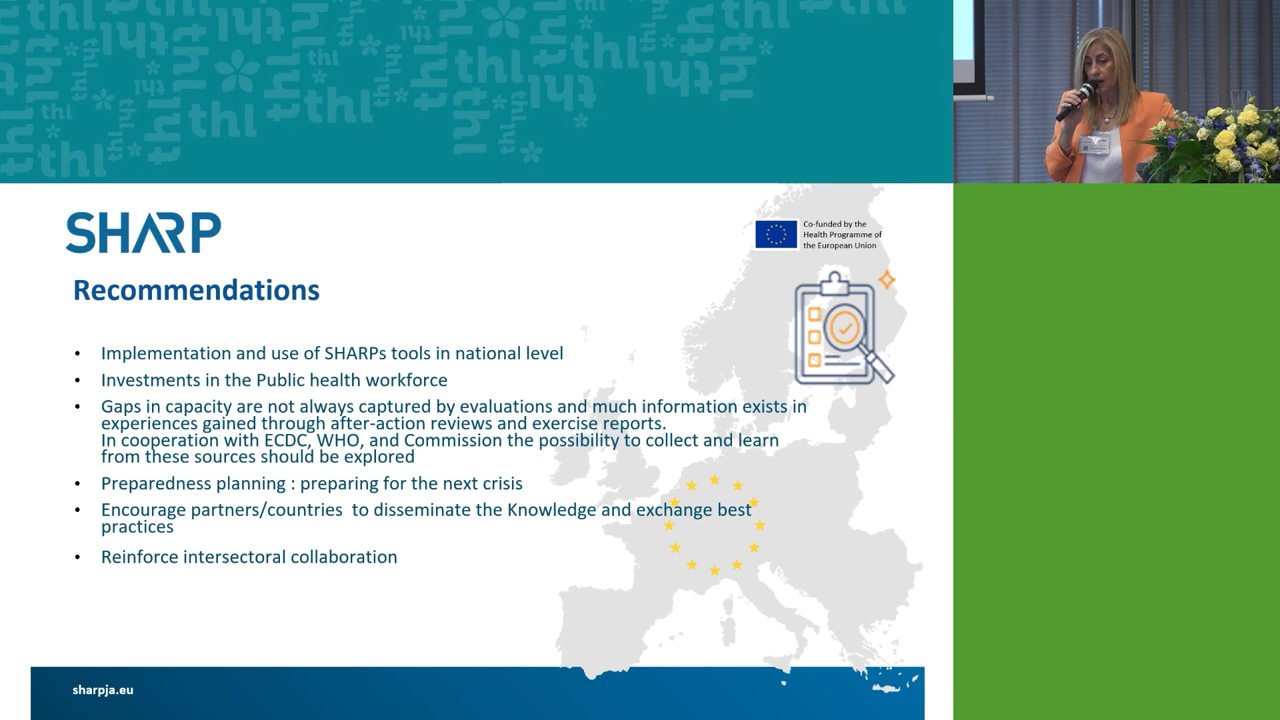 thl
SHARP
Co-funded by the
Health Programme of
the European Union
Recommendations
• Implementation and use of SHARPs tools in national level
• Investments in the Public health workforce
• Gaps in capacity are not always captured by evaluations and much information exists in
experiences gained through after-action reviews and exercise reports.
In cooperation with ECDC, WHO, and Commission the possibility to collect and learn
from these sources should be explored
• Preparedness planning : preparing for the next crisis
• Encourage partners/countries  to disseminate the Knowledge and exchange best
practices
• Reinforce intersectoral collaboration
sharpja.eu